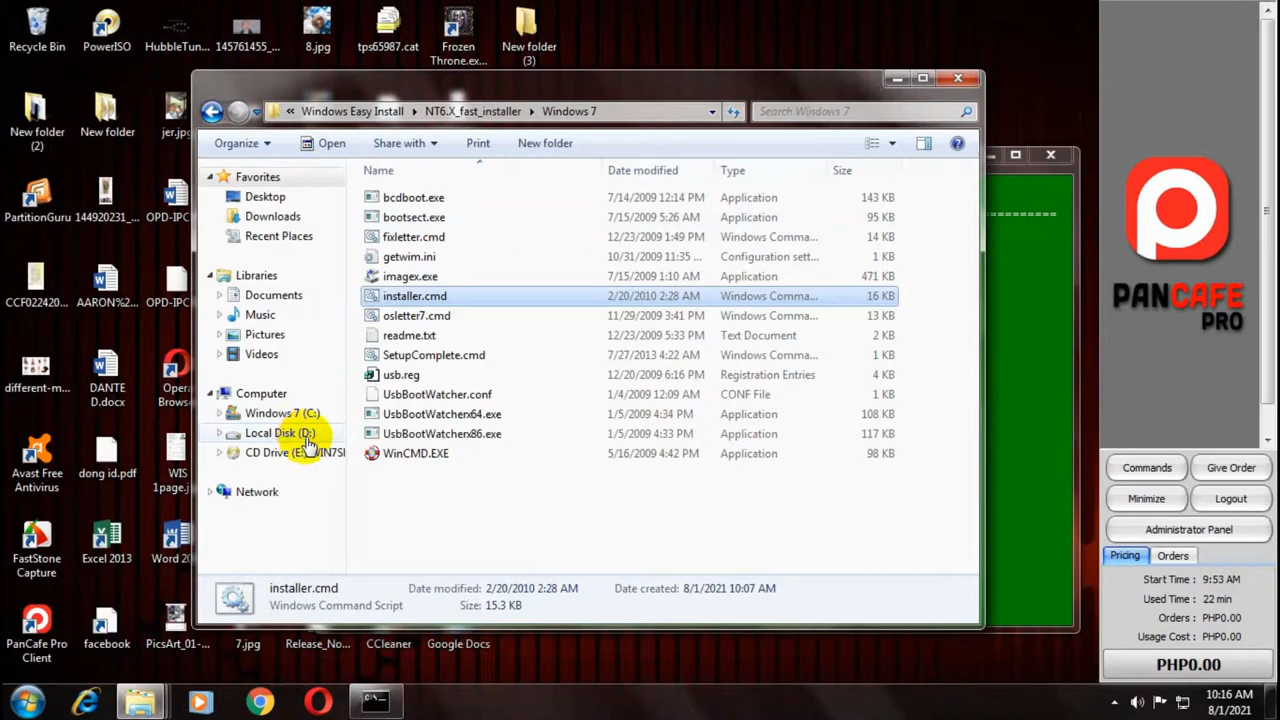 Recycle Bin
PowerISO
HubbleTun...
145761455_...
8.jpg
tps65987.cat
Frozen
Throne.ex...
New folder
(3)
New folder
(2)
New folder
jer.jpg
PartitionGuru
144920231_...
OPD-IPC
CCF022420...
AARON%2...
OPD-IPC
different-m...
DANTE
D.docx
Opera
Browser
Avast Free
Antivirus
dong id.pdf
WIS
1page.j
FastStone
Capture
Excel 2013
Word 20
PanCafe Pro
Client
facebook
PicsArt_01-...
7.jpg
Release_No...
CCleaner
Google Docs
« Windows Easy Install
NT6.X_fast_installer
Windows 7
Search Windows 7
Organize
Open
Share with
Print
New folder
Favorites
Desktop
Downloads
Recent Places
Libraries
Documents
Music
Pictures
Videos
Computer
Windows 7 (C:)
Local Disk (D:)
CD Drive (E:) WIN7SI
Network
Name Date modified Type Size
bcdboot.exe 7/14/2009 12:14 PM Application 143 KB
bootsect.exe 7/15/2009 5:26 AM Application 95 KB
fixletter.cmd 12/23/2009 1:49 PM Windows Comma... 14 KB
getwim.ini 10/31/2009 11:35 ... Configuration sett... 1 KB
imagex.exe 7/15/2009 1:10 AM Application 471 KB
installer.cmd 2/20/2010 2:28 AM Windows Comma... 16 KB
osletter7.cmd 11/29/2009 3:41 PM Windows Comma... 13 KB
readme.txt 12/23/2009 5:33 PM Text Document 2 KB
SetupComplete.cmd 7/27/2013 4:22 AM Windows Comma... 1 KB
usb.reg 12/20/2009 6:16 PM Registration Entries 4 KB
UsbBootWatcher.conf 1/4/2009 12:09 AM CONF File 1 KB
UsbBootWatcherx64.exe 1/5/2009 4:34 PM Application 108 KB
UsbBootWatcherx86.exe 1/5/2009 4:33 PM Application 117 KB
WinCMD.EXE 5/16/2009 4:42 PM Application 98 KB
installer.cmd Date modified: 2/20/2010 2:28 AM Date created: 8/1/2021 10:07 AM
Windows Command Script Size: 15.3 KB
==========
PANCAFE
PRO
Commands
Give Order
Minimize
Logout
Administrator Panel
Pricing
Orders
Start Time : 9:53 AM
Used Time : 22 min
Orders : PHP0.00
Usage Cost : PHP0.00
PHP0.00
C:\_
10:16 AM
8/1/2021